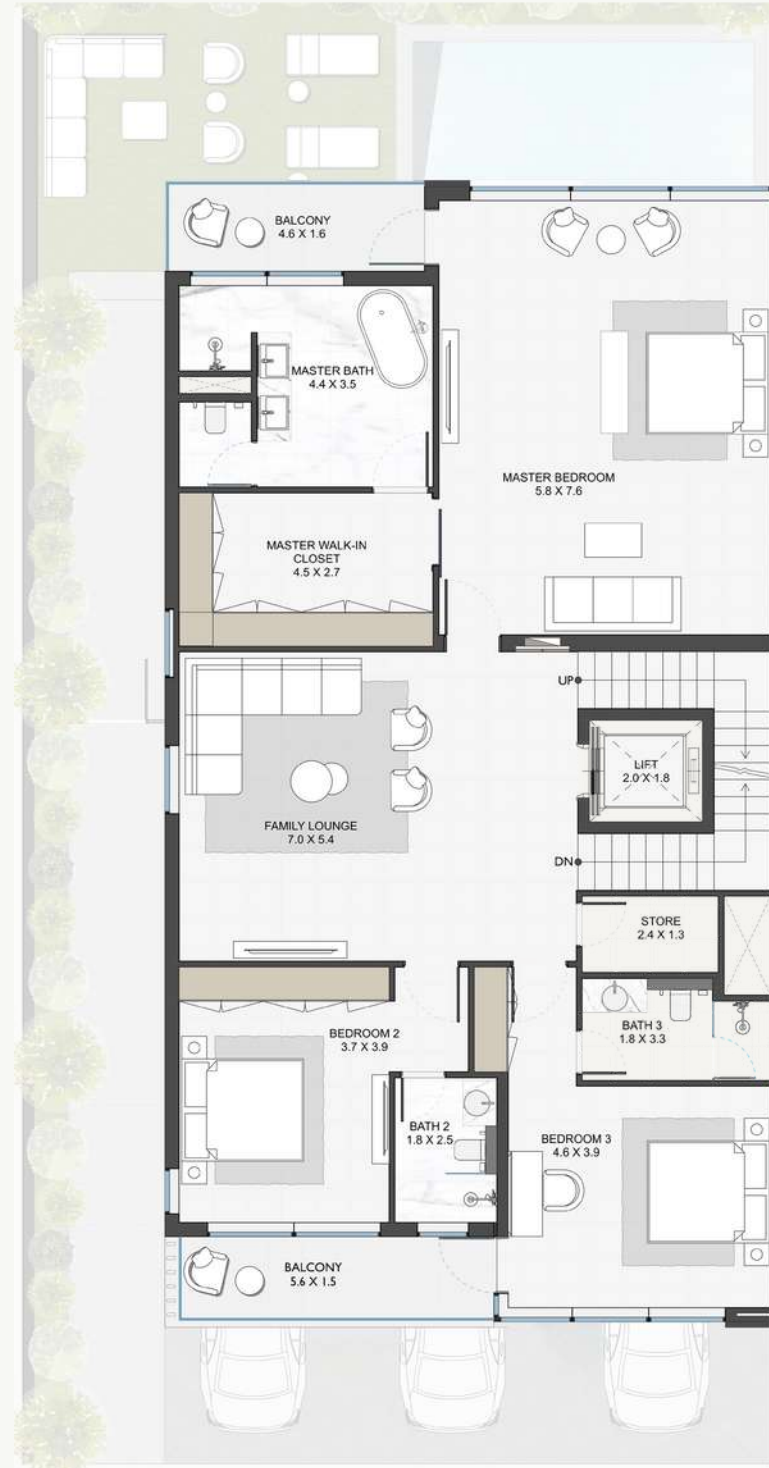 BALCONY
4.6 X 1.6
MASTER BATH
4.4 X 3.5
MASTER BEDROOM
5.8 X 7.6
MASTER WALK-IN
CLOSET
4.5 X 2.7
UP
LIFT
2.0 X 1.8
FAMILY LOUNGE
7.0 X 5.4
DN
STORE
2.4 X 1.3
BATH 3
1.8 X 3.3
BEDROOM 2
3.7 X 3.9
BATH 2
1.8 X 2.5
BEDROOM 3
4.6 X 3.9
BALCONY
5.6 X 1.5